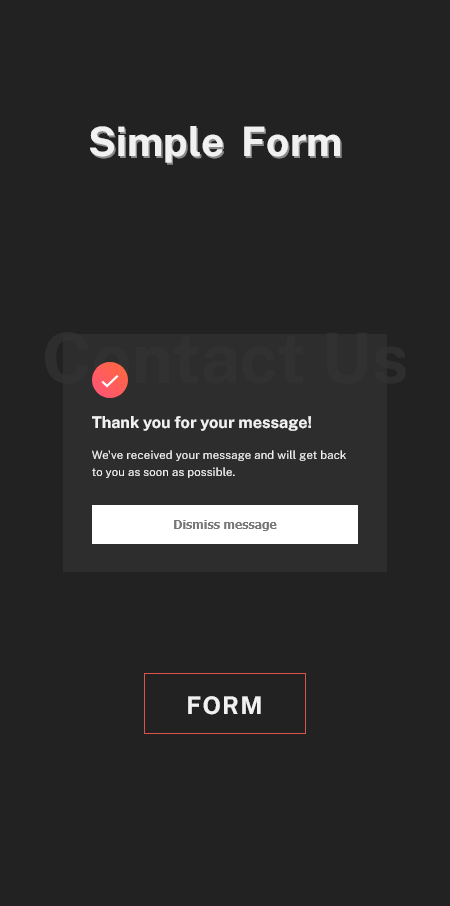 Simple Form
Contact Us
Thank you for your message!
We've received your message and will get back
to you as soon as possible.
Dismiss message
FORM